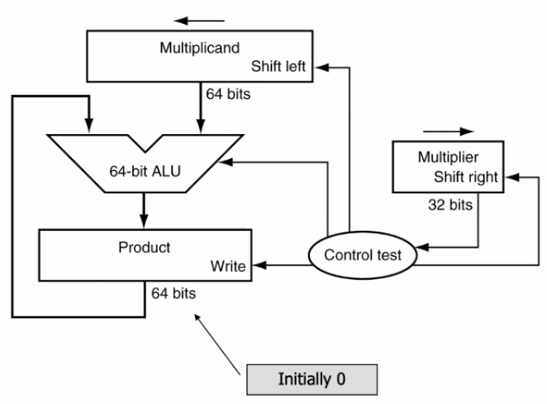 Multiplicand
Shift left
64 bits
64-bit ALU
Multiplier
Shift right
32 bits
Product
Write
Control test
64 bits
Initially 0